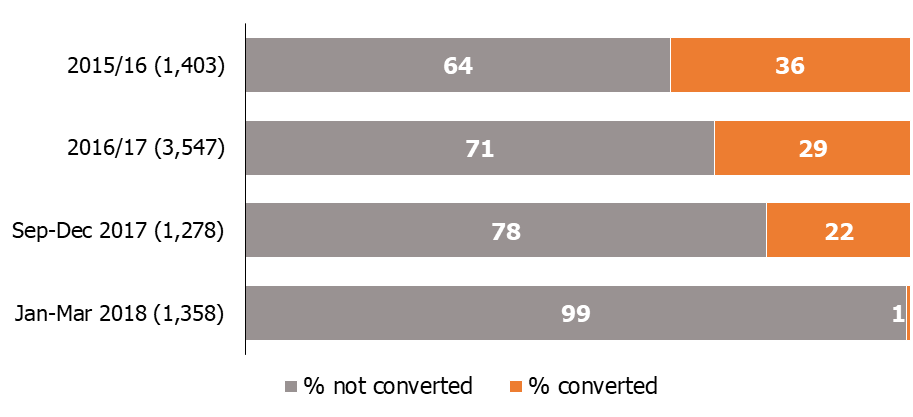 2015/16 (1,403) 64 36
2016/17 (3,547) 71 29
Sep-Dec 2017 (1,278) 78 22
Jan-Mar 2018 (1,358) 99 1
% not converted % converted